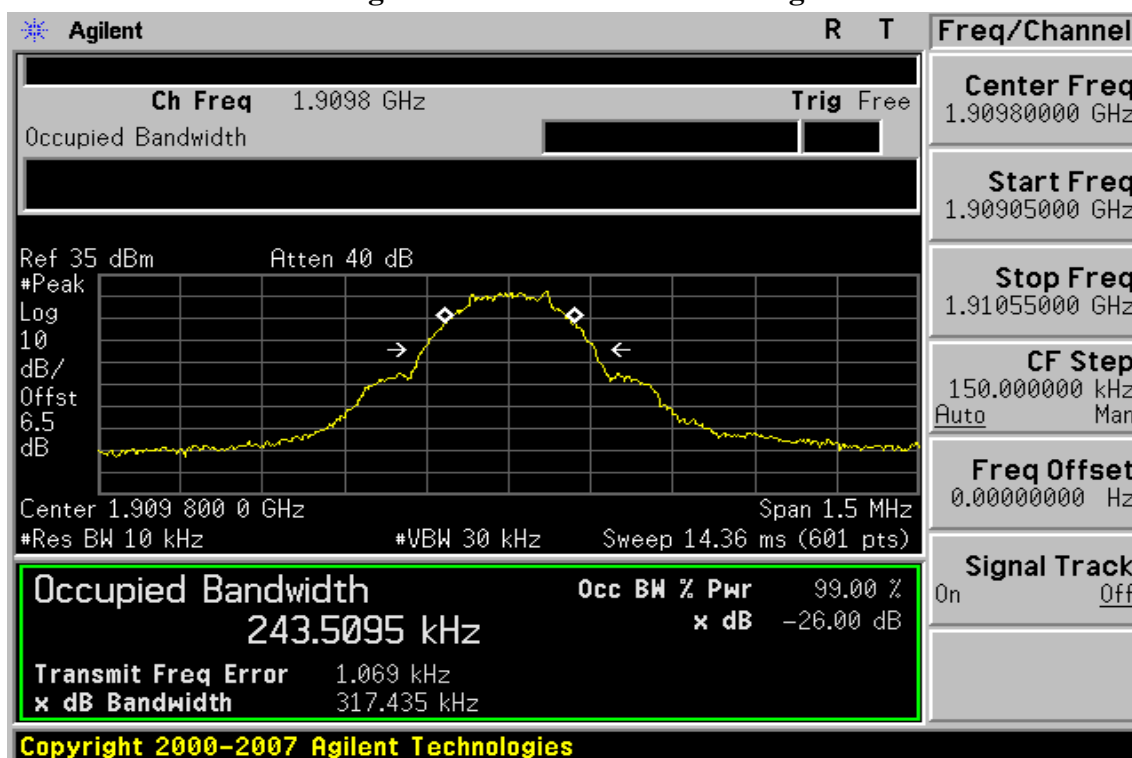 Agilent R T Freq/Channel
Ch Freq 1.9098 GHz Trig Free
Occupied Bandwidth
Center Freq
1.90980000 GHz
Start Freq
1.90905000 GHz
Stop Freq
1.91055000 GHz
CF Step
150.000000 kHz
Auto Man
Freq Offset
0.00000000 Hz
Signal Track
On Off
Ref 35 dBm Atten 40 dB
#Peak
Log
10
dB/
Offst
6.5
dB
Center 1.909 800 0 GHz Span 1.5 MHz
#Res BW 10 kHz #VBW 30 kHz Sweep 14.36 ms (601 pts)
Occupied Bandwidth Occ BW % Pwr 99.00 %
243.5095 kHz x dB -26.00 dB
Transmit Freq Error 1.069 kHz
x dB Bandwidth 317.435 kHz
Copyright 2000-2007 Agilent Technologies